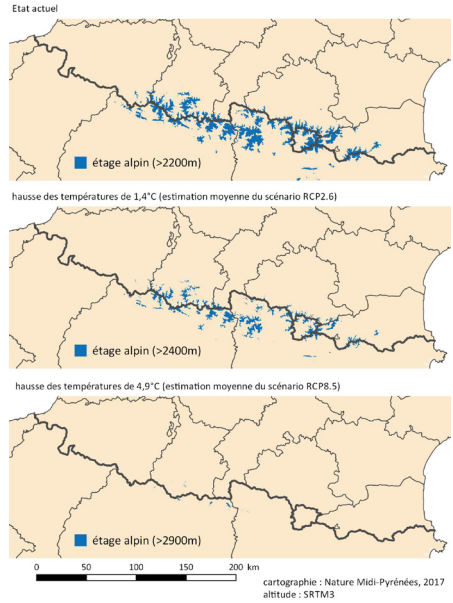 Etat actuel
étage alpin (>2200m)
hausse des températures de 1,4°C (estimation moyenne du scénario RCP2.6)
étage alpin (>2400m)
hausse des températures de 4,9°C (estimation moyenne du scénario RCP8.5)
étage alpin (>2900m)
0 50 100 150 200 km
cartographie : Nature Midi-Pyrénées, 2017
altitude : SRTM3